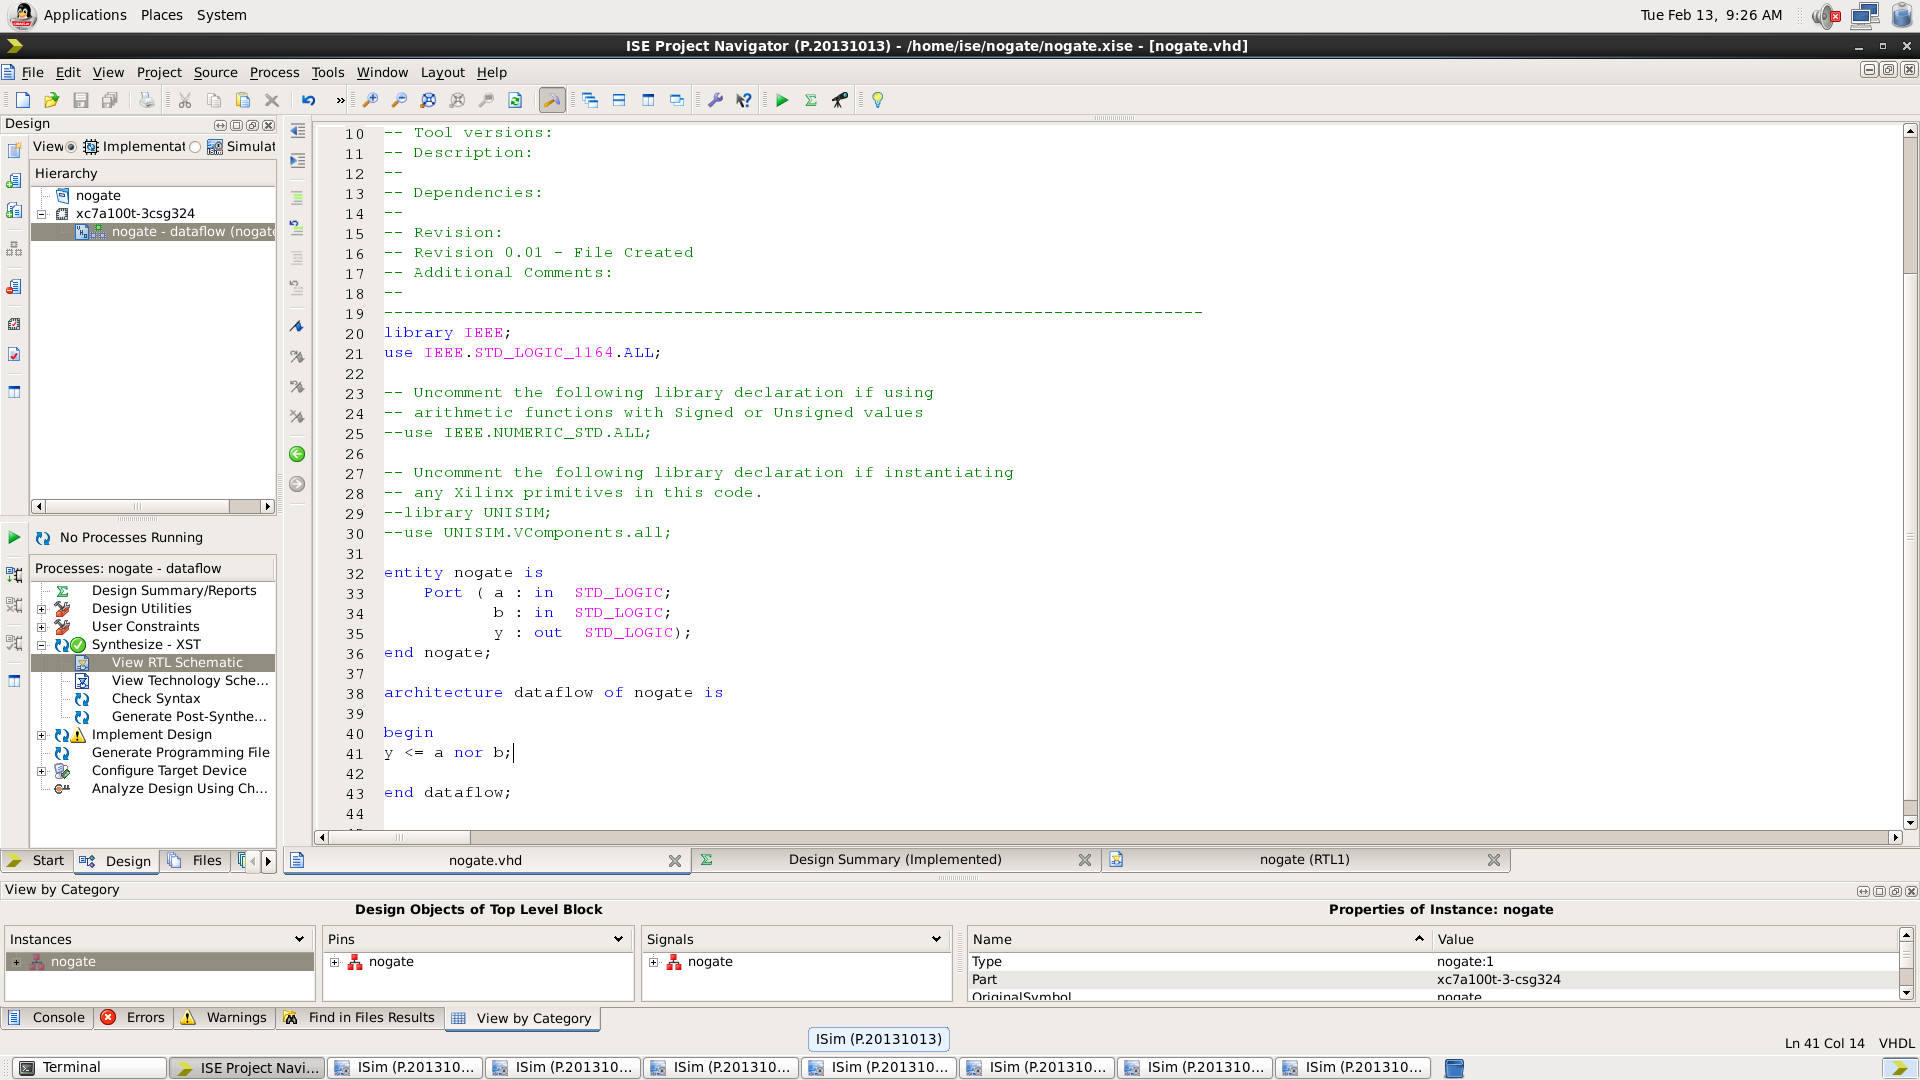 Applications Places System
Tue Feb 13, 9:26 AM
ISE Project Navigator (P.20131013) - /home/ise/nogate/nogate.xise - [nogate.vhd]
File Edit View Project Source Process Tools Window Layout Help
Design
View Implementat Simulat
Hierarchy
nogate
xc7a100t-3csg324
nogate - dataflow (nogate
No Processes Running
Processes: nogate - dataflow
Design Summary/Reports
Design Utilities
User Constraints
Synthesize - XST
View RTL Schematic
View Technology Sche...
Check Syntax
Generate Post-Synthe...
Implement Design
Generate Programming File
Configure Target Device
Analyze Design Using Ch...
Start Design Files
10 -- Tool versions:
11 -- Description:
12 --
13 -- Dependencies:
14 --
15 -- Revision:
16 -- Revision 0.01 - File Created
17 -- Additional Comments:
18 --
19 ----------------------------------------------------------------------------------
20 library IEEE;
21 use IEEE.STD_LOGIC_1164.ALL;
22
23 -- Uncomment the following library declaration if using
24 -- arithmetic functions with Signed or Unsigned values
25 --use IEEE.NUMERIC_STD.ALL;
26
27 -- Uncomment the following library declaration if instantiating
28 -- any Xilinx primitives in this code.
29 --library UNISIM;
30 --use UNISIM.VComponents.all;
31
32 entity nogate is
33 Port ( a : in STD_LOGIC;
34 b : in STD_LOGIC;
35 y : out STD_LOGIC);
36 end nogate;
37
38 architecture dataflow of nogate is
39
40 begin
41 y <= a nor b;
42
43 end dataflow;
44
nogate.vhd Design Summary (Implemented) nogate (RTL1)
View by Category
Design Objects of Top Level Block
Properties of Instance: nogate
Instances Pins Signals Name Value
nogate nogate nogate Type nogate:1
Part xc7a100t-3-csg324
OriginalSymbol nogate
Console Errors Warnings Find in Files Results View by Category
ISim (P.20131013)
Ln 41 Col 14 VHDL
Terminal ISE Project Navi... ISim (P.201310... ISim (P.201310... ISim (P.201310... ISim (P.201310... ISim (P.201310... ISim (P.201310... ISim (P.201310...